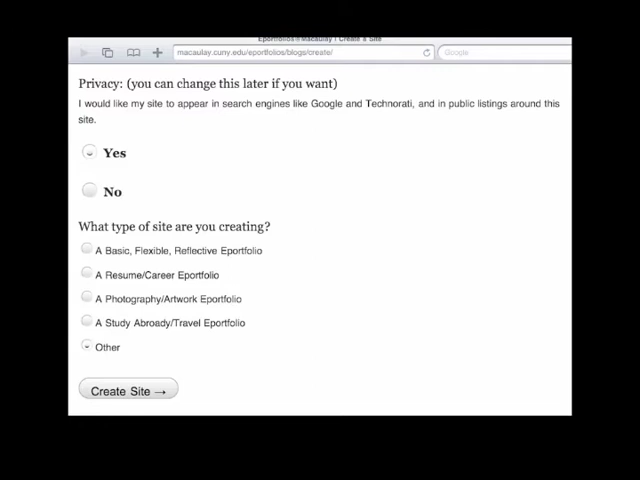 Eportfolios@Macaulay / Create a Site
macaulay.cuny.edu/eportfolios/blogs/create/
Google
Privacy: (you can change this later if you want)
I would like my site to appear in search engines like Google and Technorati, and in public listings around this
site.
Yes
No
What type of site are you creating?
A Basic, Flexible, Reflective Eportfolio
A Resume/Career Eportfolio
A Photography/Artwork Eportfolio
A Study Abroady/Travel Eportfolio
Other
Create Site →